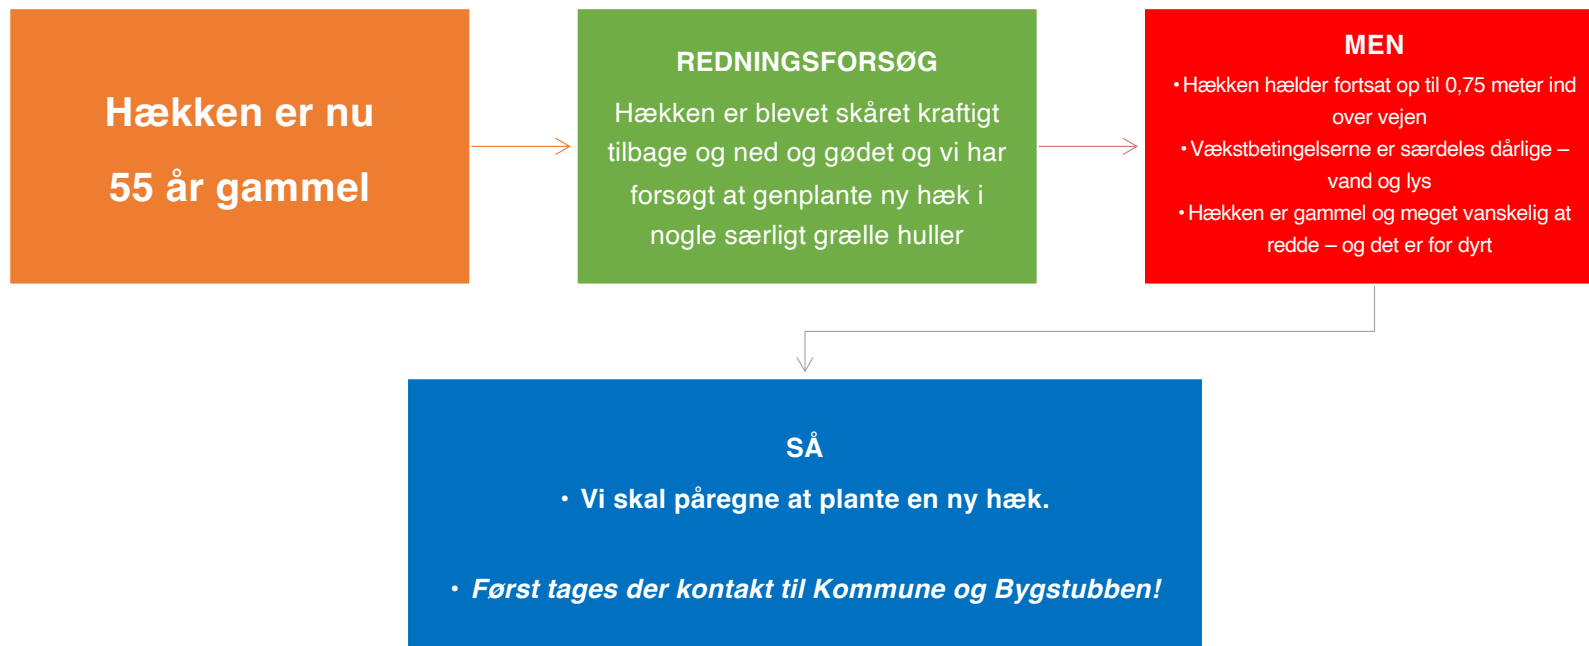 Hækken er nu
55 år gammel
REDNINGSFORSØG
Hækken er blevet skåret kraftigt
tilbage og ned og gødet og vi har
forsøgt at genplante ny hæk i
nogle særligt grælle huller
MEN
• Hækken hælder fortsat op til 0,75 meter ind
over vejen
• Vækstbetingelserne er særdeles dårlige –
vand og lys
• Hækken er gammel og meget vanskelig at
redde – og det er for dyrt
SÅ
• Vi skal påregne at plante en ny hæk.
• Først tages der kontakt til Kommune og Bygstubben!